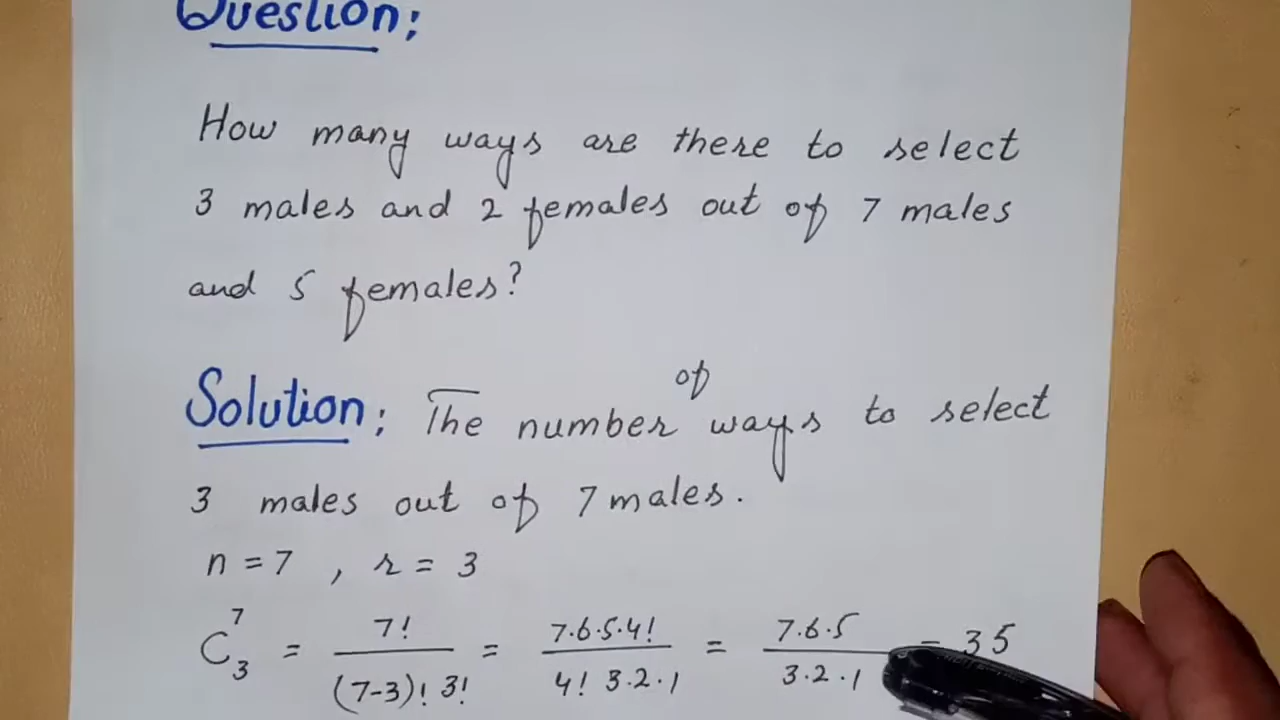 Question:
How many ways are there to select
3 males and 2 females out of 7 males
and 5 females?
Solution: The number of ways to select
3 males out of 7 males.
n = 7 , r = 3
C⁷₃ = 7! / (7-3)! 3! = 7·6·5·4! / 4! 3·2·1 = 7·6·5 / 3·2·1 = 35